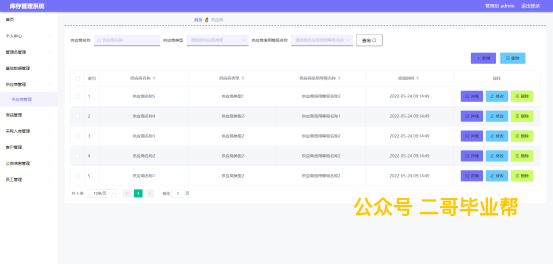 库存管理系统
管理员 admin 退出登录
首页
首页 供应商
个人中心
管理员管理
基础数据管理
供应商管理
供应商管理
商品管理
采购入库管理
客户管理
公告信息管理
员工管理
供应商名称 供应商名称 供应商类型 供应商信用等级名称 查询
新增 删除
索引 供应商名称 供应商类型 供应商信用等级名称 创建时间 操作
1 供应商名称5 供应商类型1 供应商信用等级名称2 2022-05-24 09:14:49 详情 修改 删除
2 供应商名称4 供应商类型1 供应商信用等级名称2 2022-05-24 09:14:49 详情 修改 删除
3 供应商名称3 供应商类型2 供应商信用等级名称2 2022-05-24 09:14:49 详情 修改 删除
4 供应商名称2 供应商类型2 供应商信用等级名称2 2022-05-24 09:14:49 详情 修改 删除
5 供应商名称1 供应商类型2 供应商信用等级名称2 2022-05-24 09:14:49 详情 修改 删除
共 5 条 10条/页 1 前往 1 页
公众号 二哥毕业帮